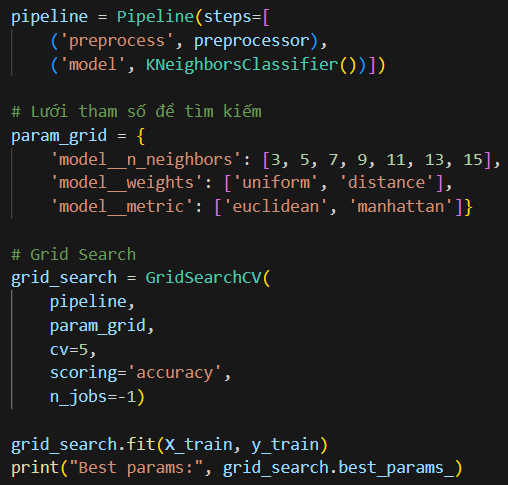 pipeline = Pipeline(steps=[
    ('preprocess', preprocessor),
    ('model', KNeighborsClassifier())])

# Lưới tham số để tìm kiếm
param_grid = {
    'model__n_neighbors': [3, 5, 7, 9, 11, 13, 15],
    'model__weights': ['uniform', 'distance'],
    'model__metric': ['euclidean', 'manhattan']}

# Grid Search
grid_search = GridSearchCV(
    pipeline,
    param_grid,
    cv=5,
    scoring='accuracy',
    n_jobs=-1)

grid_search.fit(X_train, y_train)
print("Best params:", grid_search.best_params_)